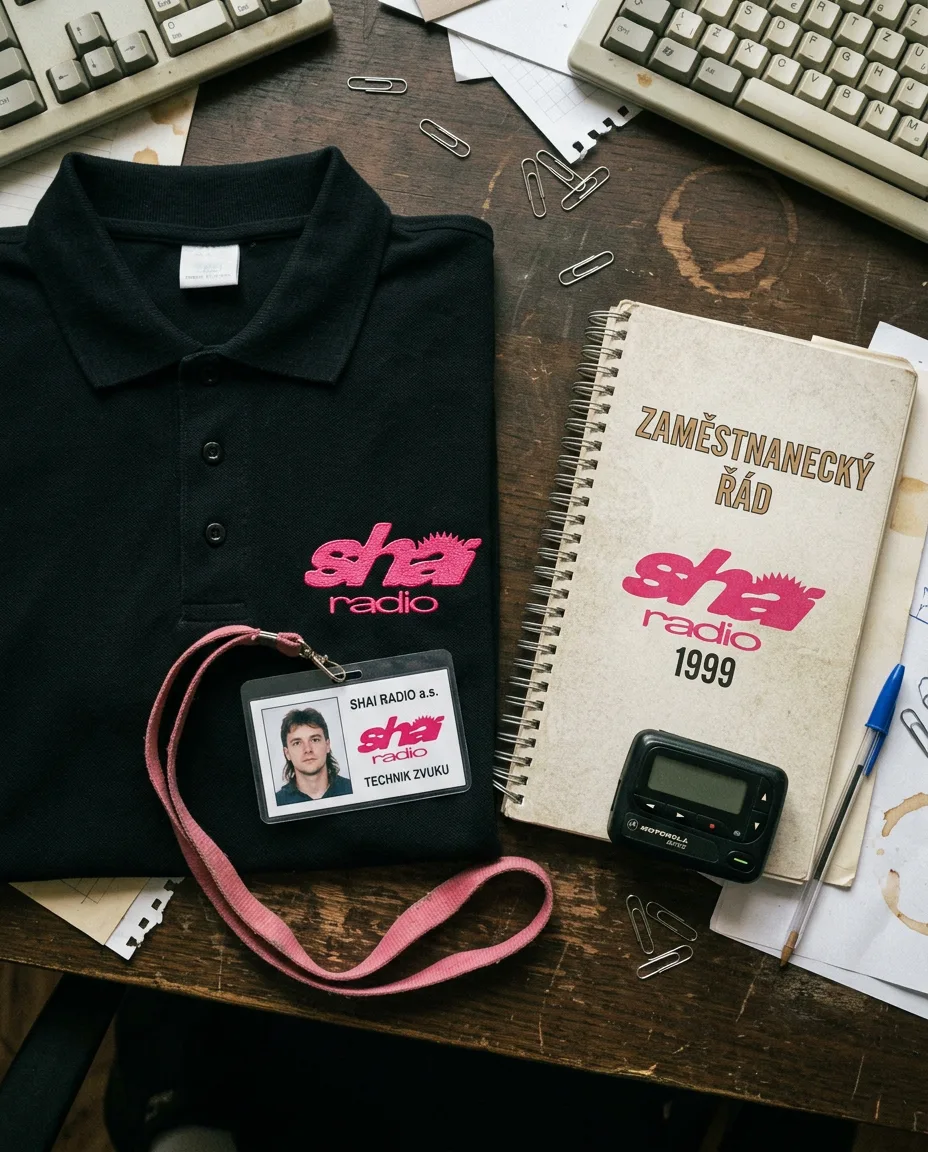 shai
radio
SHAI RADIO a.s.
shai
radio
TECHNIK ZVUKU
ZAMĚSTNANECKÝ
ŘÁD
shai
radio
1999
MOTOROLA